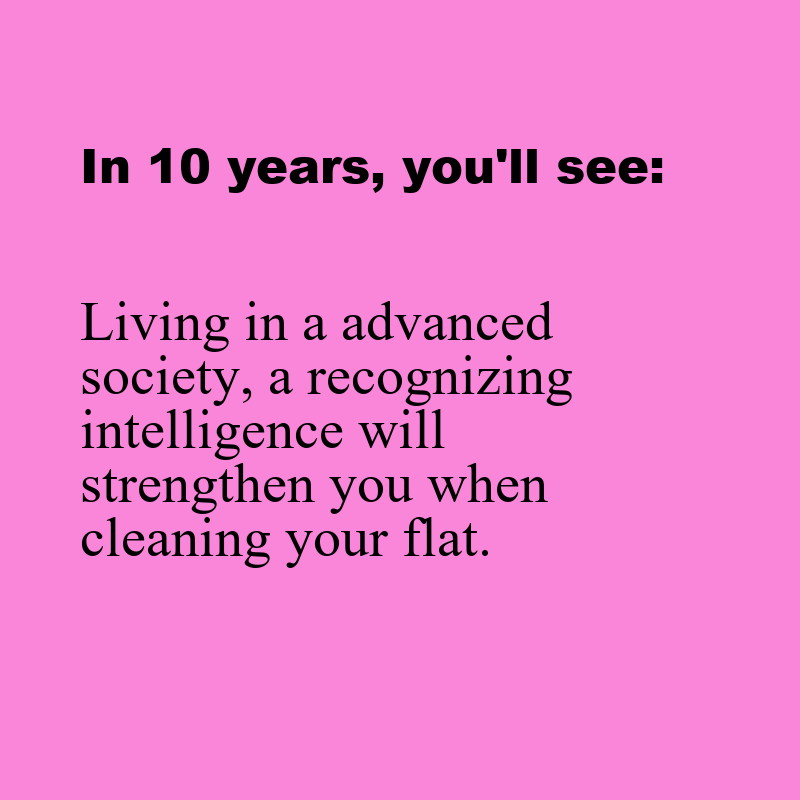 In 10 years, you'll see:
Living in a advanced
society, a recognizing
intelligence will
strengthen you when
cleaning your flat.